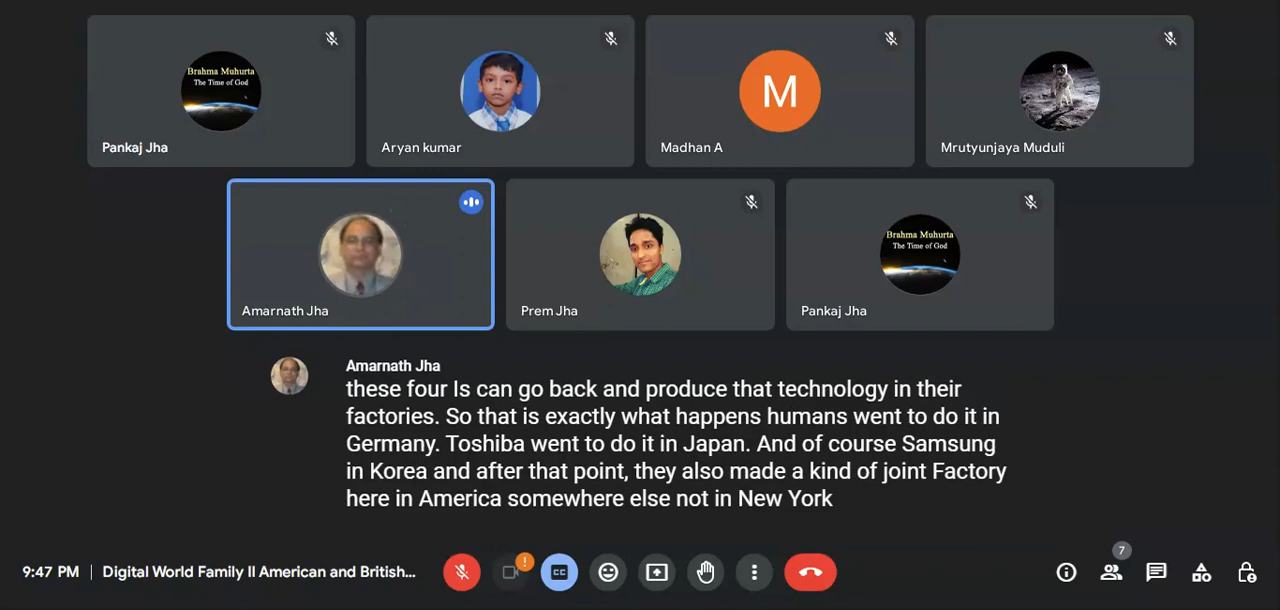 Brahma Muhurta
The Time of God
Pankaj Jha
Aryan kumar
M
Madhan A
Mrutyunjaya Muduli
Amarnath Jha
Prem Jha
Brahma Muhurta
The Time of God
Pankaj Jha
Amarnath Jha
these four Is can go back and produce that technology in their
factories. So that is exactly what happens humans went to do it in
Germany. Toshiba went to do it in Japan. And of course Samsung
in Korea and after that point, they also made a kind of joint Factory
here in America somewhere else not in New York
9:47 PM | Digital World Family II American and British...
!
CC
7